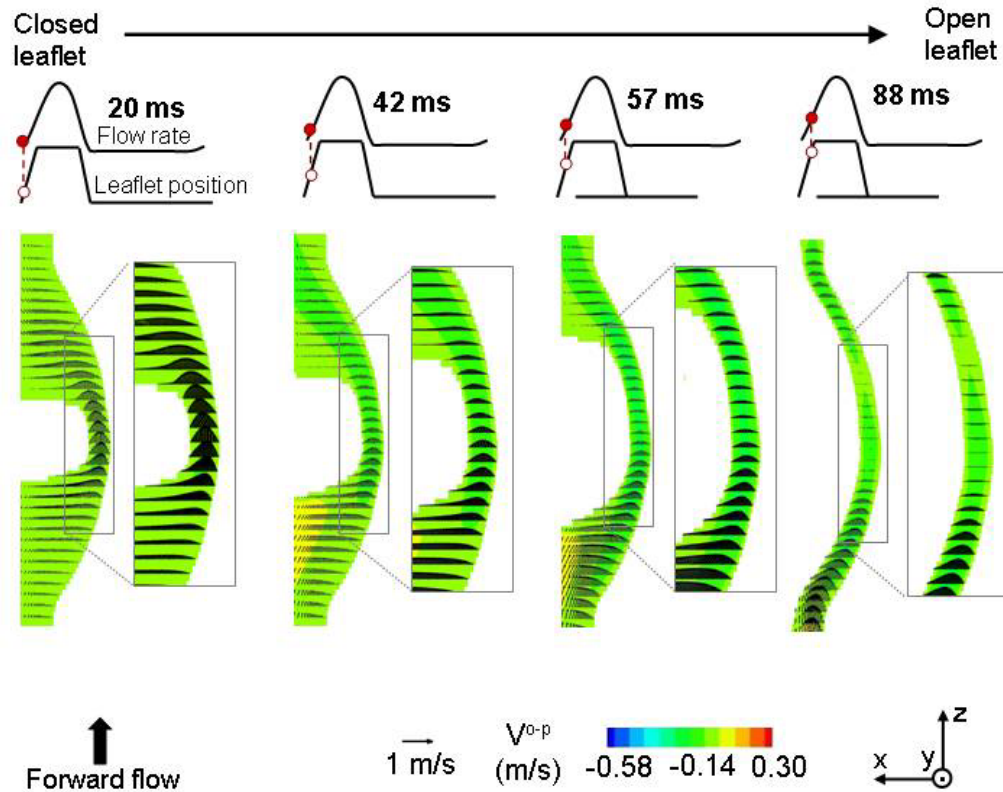 Closed
leaflet
Open
leaflet
20 ms
42 ms
57 ms
88 ms
Flow rate
Leaflet position
Forward flow
1 m/s
V^o-p
(m/s)
-0.58 -0.14 0.30
z
x
y